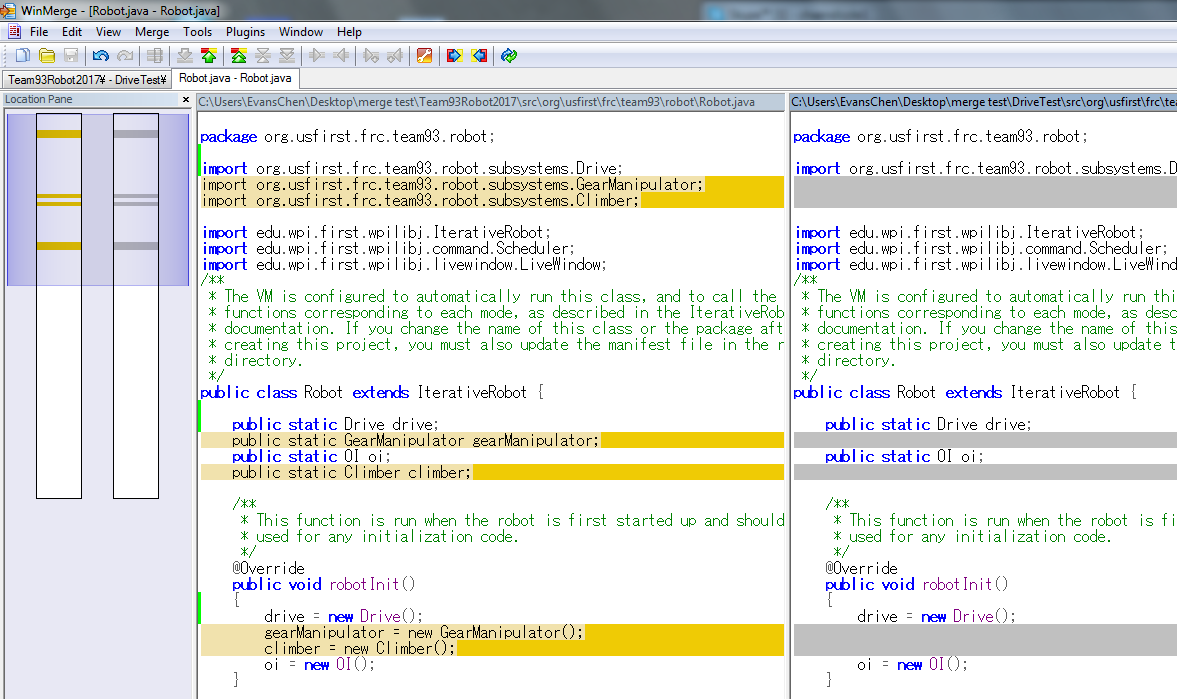 WinMerge - [Robot.java - Robot.java]
File Edit View Merge Tools Plugins Window Help
Team93Robot2017¥ - DriveTest¥ Robot.java - Robot.java
Location Pane
C:\Users\EvansChen\Desktop\merge test\Team93Robot2017\src\org\usfirst\frc\team93\robot\Robot.java
package org.usfirst.frc.team93.robot;
import org.usfirst.frc.team93.robot.subsystems.Drive;
import org.usfirst.frc.team93.robot.subsystems.GearManipulator;
import org.usfirst.frc.team93.robot.subsystems.Climber;
import edu.wpi.first.wpilibj.IterativeRobot;
import edu.wpi.first.wpilibj.command.Scheduler;
import edu.wpi.first.wpilibj.livewindow.LiveWindow;
/**
* The VM is configured to automatically run this class, and to call the
* functions corresponding to each mode, as described in the IterativeRob
* documentation. If you change the name of this class or the package aft
* creating this project, you must also update the manifest file in the r
* directory.
*/
public class Robot extends IterativeRobot {
public static Drive drive;
public static GearManipulator gearManipulator;
public static OI oi;
public static Climber climber;
/**
* This function is run when the robot is first started up and should
* used for any initialization code.
*/
@Override
public void robotInit()
{
drive = new Drive();
gearManipulator = new GearManipulator();
climber = new Climber();
oi = new OI();
}
C:\Users\EvansChen\Desktop\merge test\DriveTest\src\org\usfirst\frc\tea
package org.usfirst.frc.team93.robot;
import org.usfirst.frc.team93.robot.subsystems.D
import edu.wpi.first.wpilibj.IterativeRobot;
import edu.wpi.first.wpilibj.command.Scheduler;
import edu.wpi.first.wpilibj.livewindow.LiveWind
/**
* The VM is configured to automatically run thi
* functions corresponding to each mode, as desc
* documentation. If you change the name of this
* creating this project, you must also update t
* directory.
*/
public class Robot extends IterativeRobot {
public static Drive drive;
public static OI oi;
/**
* This function is run when the robot is fi
* used for any initialization code.
*/
@Override
public void robotInit()
{
drive = new Drive();
oi = new OI();
}